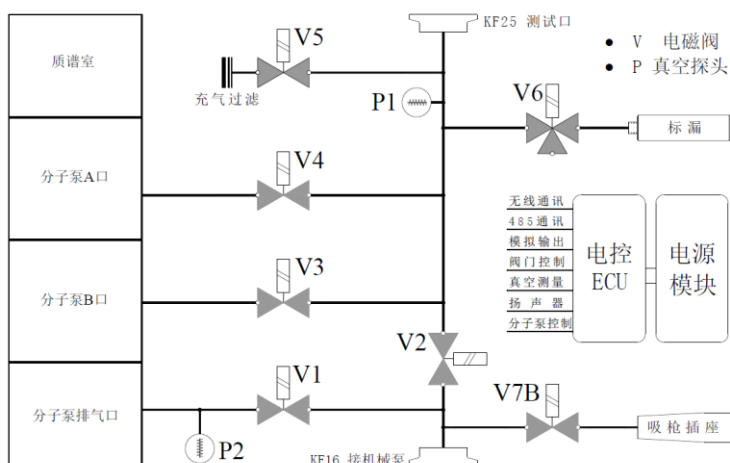 KF25 测试口
质谱室
V5
● V 电磁阀
● P 真空探头
充气过滤
P1
V6
标漏
分子泵A口
V4
无线通讯
485通讯
模拟输出
阀门控制
真空测量
扬声器
分子泵控制
电控
ECU
电源
模块
分子泵B口
V3
V2
分子泵排气口
V1
V7B
吸枪插座
P2
KF16 接机械泵